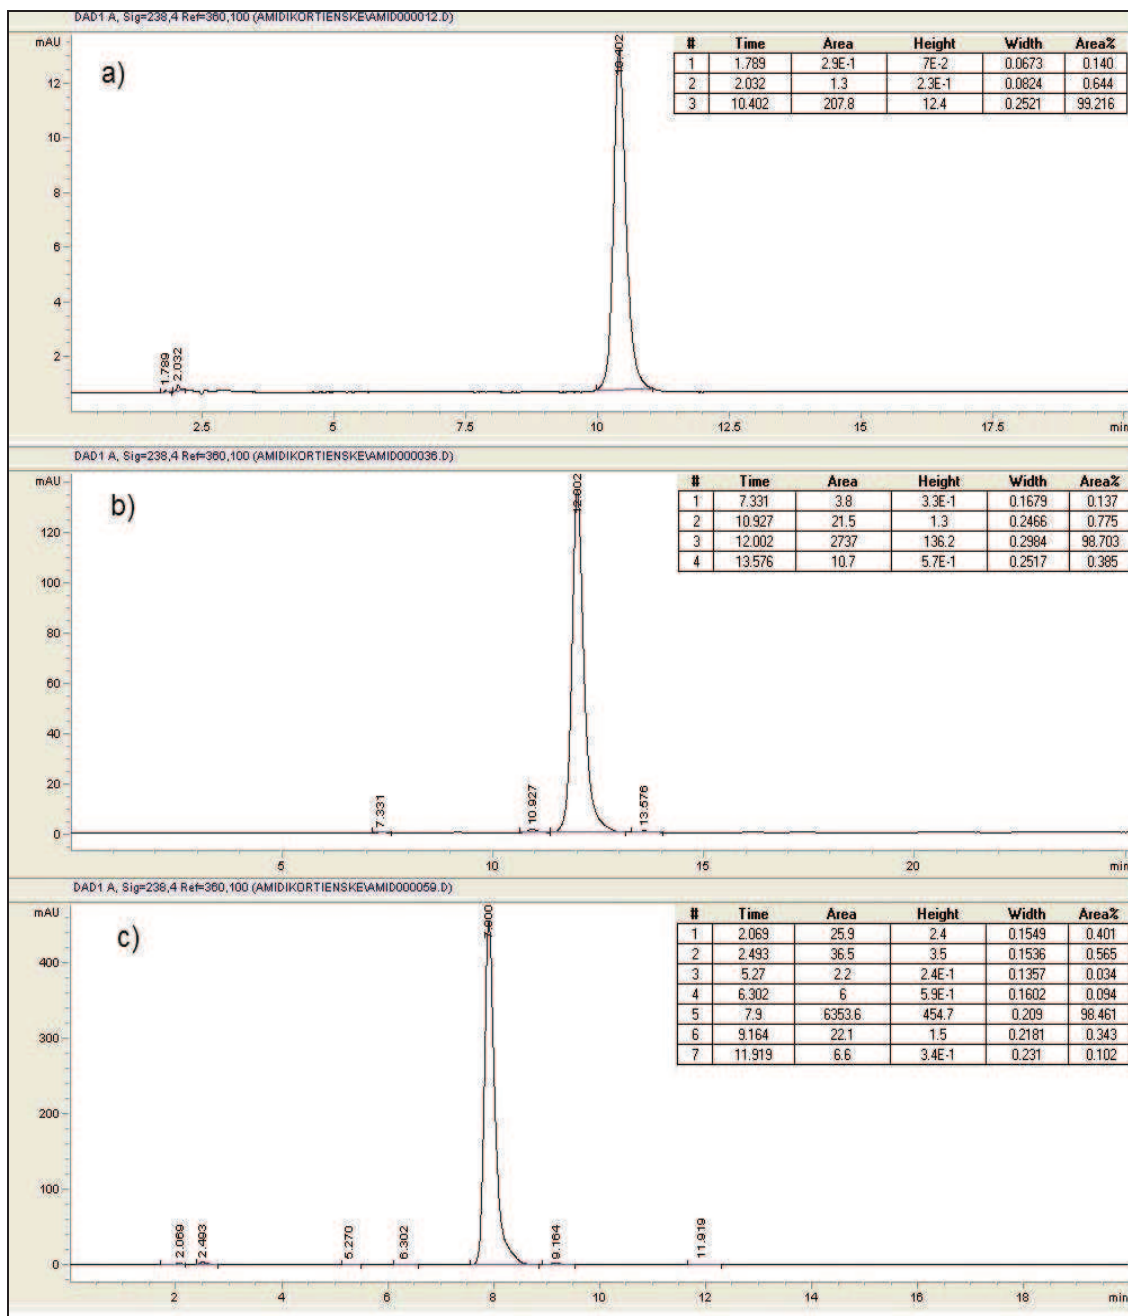 DAD1 A, Sig=238,4 Ref=360,100 (AMIDIKORTIENSKE\AMID000012.D)
mAU
a)
10.402
# Time Area Height Width Area%
1 1.789 2.9E-1 7E-2 0.0673 0.140
2 2.032 1.3 2.3E-1 0.0824 0.644
3 10.402 207.8 12.4 0.2521 99.216
12
10
8
6
4
2
1.789
2.032
2.5 5 7.5 10 12.5 15 17.5 min
DAD1 A, Sig=238,4 Ref=360,100 (AMIDIKORTIENSKE\AMID000036.D)
mAU
b)
12.002
# Time Area Height Width Area%
1 7.331 3.8 3.3E-1 0.1679 0.137
2 10.927 21.5 1.3 0.2466 0.775
3 12.002 2737 136.2 0.2984 98.703
4 13.576 10.7 5.7E-1 0.2517 0.385
120
100
80
60
40
20
0
7.331
10.927
13.576
5 10 15 20 min
DAD1 A, Sig=238,4 Ref=360,100 (AMIDIKORTIENSKE\AMID000059.D)
mAU
c)
7.900
# Time Area Height Width Area%
1 2.069 25.9 2.4 0.1549 0.401
2 2.493 36.5 3.5 0.1536 0.565
3 5.27 2.2 2.4E-1 0.1357 0.034
4 6.302 6 5.9E-1 0.1602 0.094
5 7.9 6353.6 454.7 0.209 98.461
6 9.164 22.1 1.5 0.2181 0.343
7 11.919 6.6 3.4E-1 0.231 0.102
400
300
200
100
0
2.069
2.493
5.270
6.302
9.164
11.919
2 4 6 8 10 12 14 16 18 min